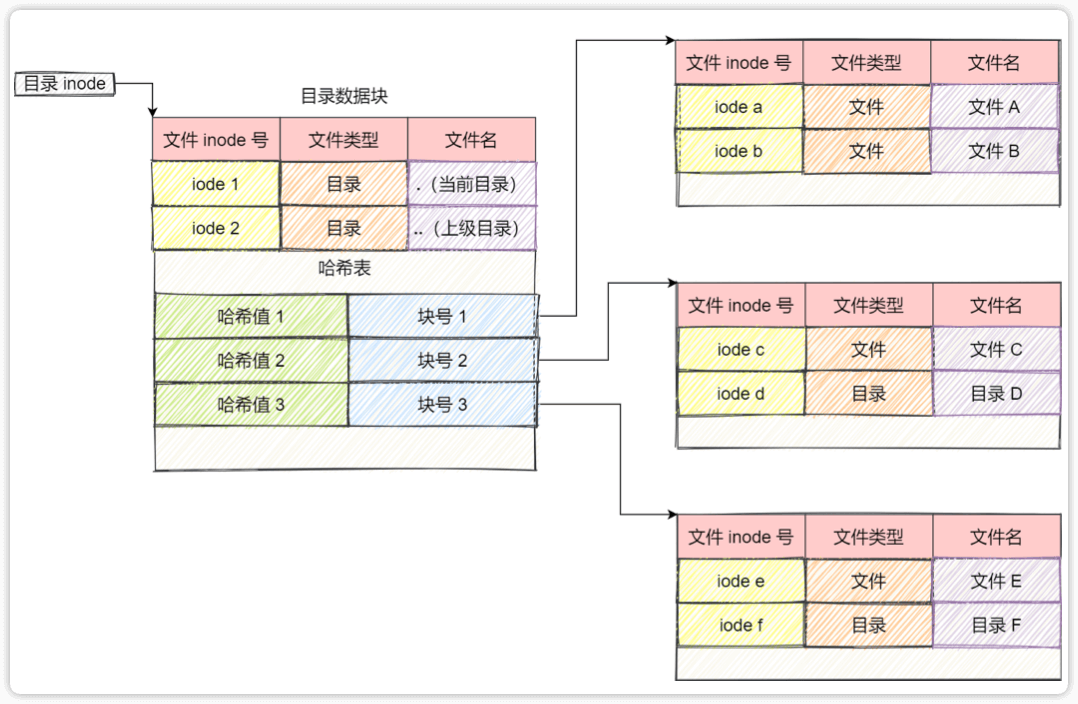 目录 inode
目录数据块
文件 inode 号 文件类型 文件名
iode 1 目录 .（当前目录）
iode 2 目录 ..（上级目录）
哈希表
哈希值 1 块号 1
哈希值 2 块号 2
哈希值 3 块号 3
文件 inode 号 文件类型 文件名
iode a 文件 文件 A
iode b 文件 文件 B
文件 inode 号 文件类型 文件名
iode c 文件 文件 C
iode d 目录 目录 D
文件 inode 号 文件类型 文件名
iode e 文件 文件 E
iode f 目录 目录 F